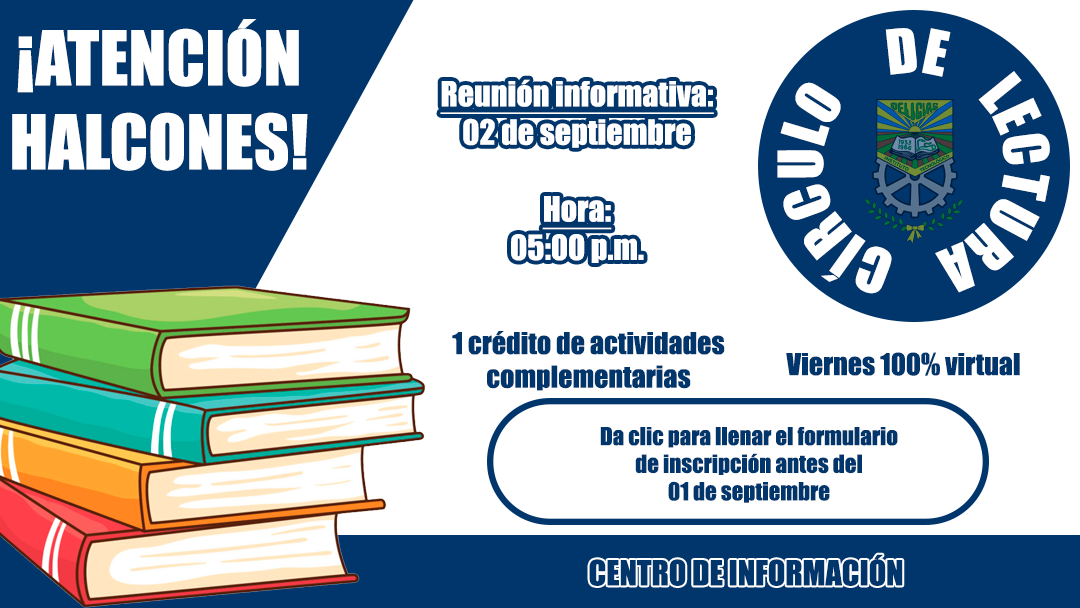 ¡ATENCIÓN
HALCONES!
Reunión informativa:
02 de septiembre
Hora:
05:00 p.m.
CÍRCULO DE LECTURA
1 crédito de actividades
complementarias
Viernes 100% virtual
Da clic para llenar el formulario
de inscripción antes del
01 de septiembre
CENTRO DE INFORMACIÓN